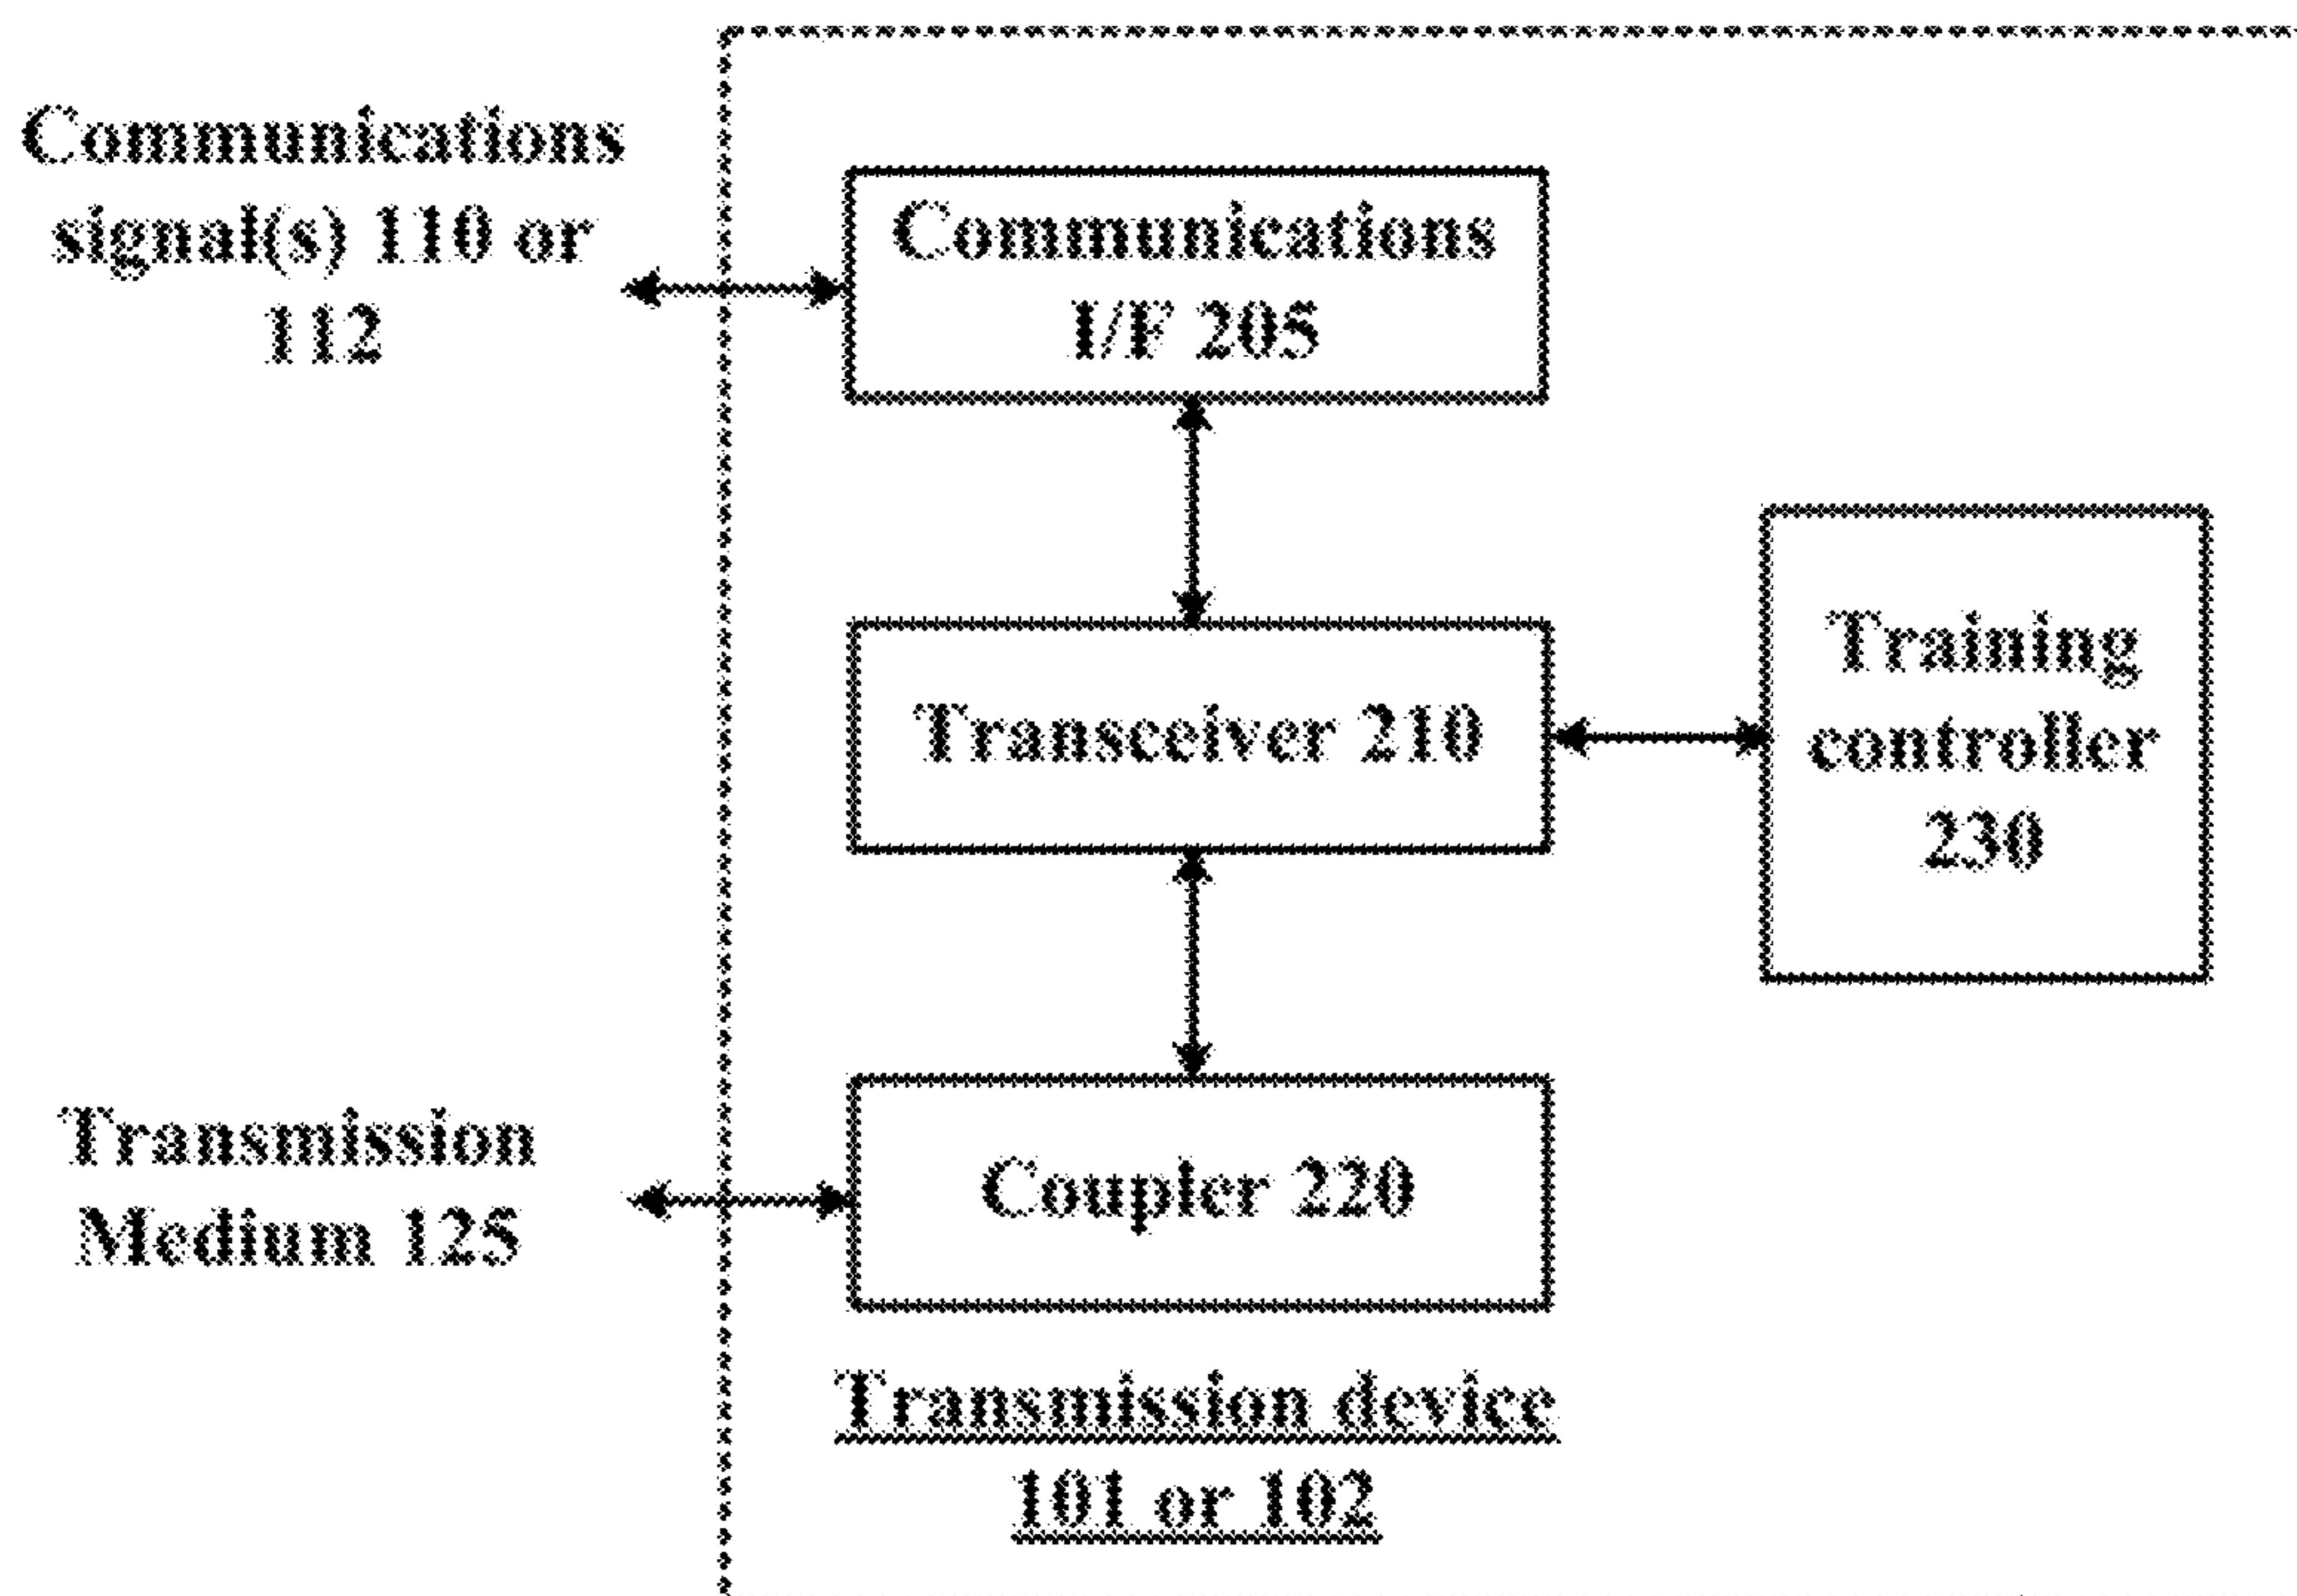 Communications
signal(s) 110 or
112
Communications
I/F 205
Transceiver 210
Training
controller
230
Transmission
Medium 125
Coupler 220
Transmission device
101 or 102